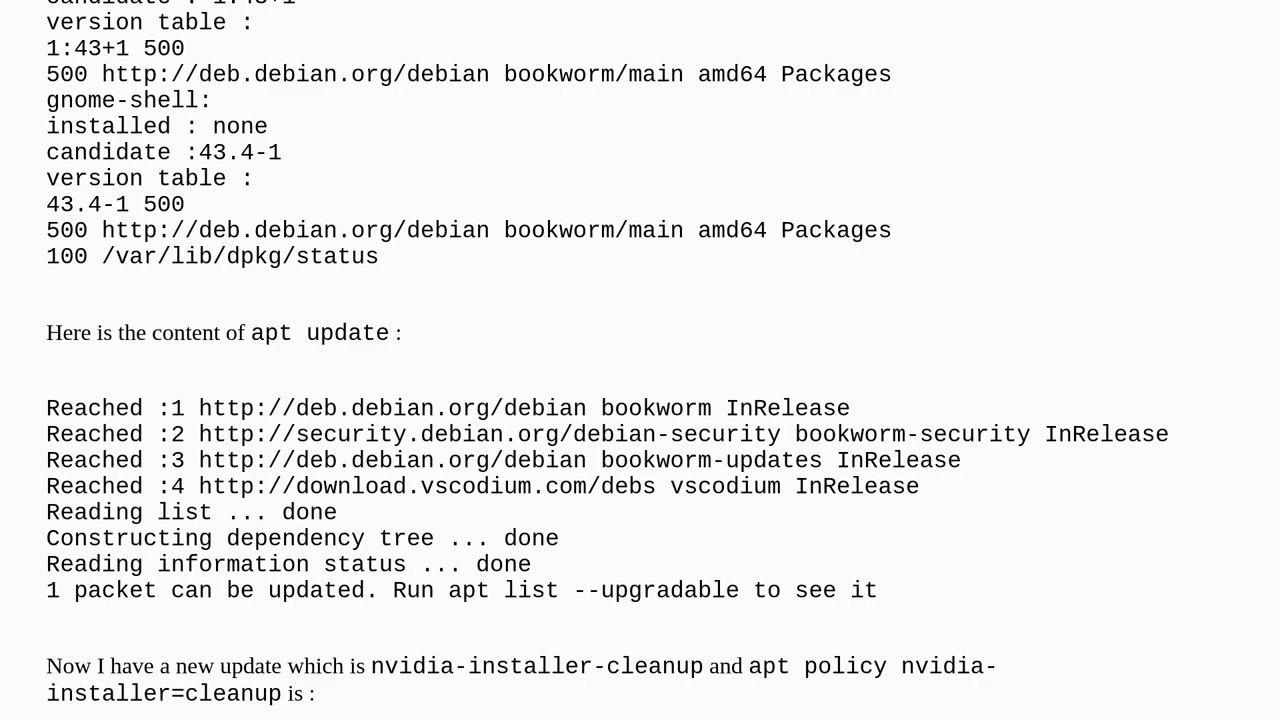 version table :
1:43+1 500
500 http://deb.debian.org/debian bookworm/main amd64 Packages
gnome-shell:
installed : none
candidate :43.4-1
version table :
43.4-1 500
500 http://deb.debian.org/debian bookworm/main amd64 Packages
100 /var/lib/dpkg/status
Here is the content of apt update :
Reached :1 http://deb.debian.org/debian bookworm InRelease
Reached :2 http://security.debian.org/debian-security bookworm-security InRelease
Reached :3 http://deb.debian.org/debian bookworm-updates InRelease
Reached :4 http://download.vscodium.com/debs vscodium InRelease
Reading list ... done
Constructing dependency tree ... done
Reading information status ... done
1 packet can be updated. Run apt list --upgradable to see it
Now I have a new update which is nvidia-installer-cleanup and apt policy nvidia-
installer=cleanup is :